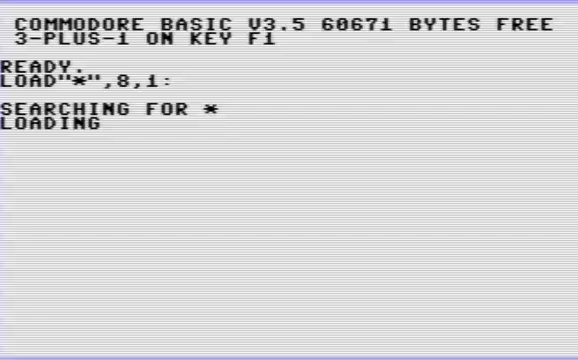 COMMODORE BASIC V3.5 60671 BYTES FREE
3-PLUS-1 ON KEY F1
READY.
LOAD"*",8,1:
SEARCHING FOR *
LOADING